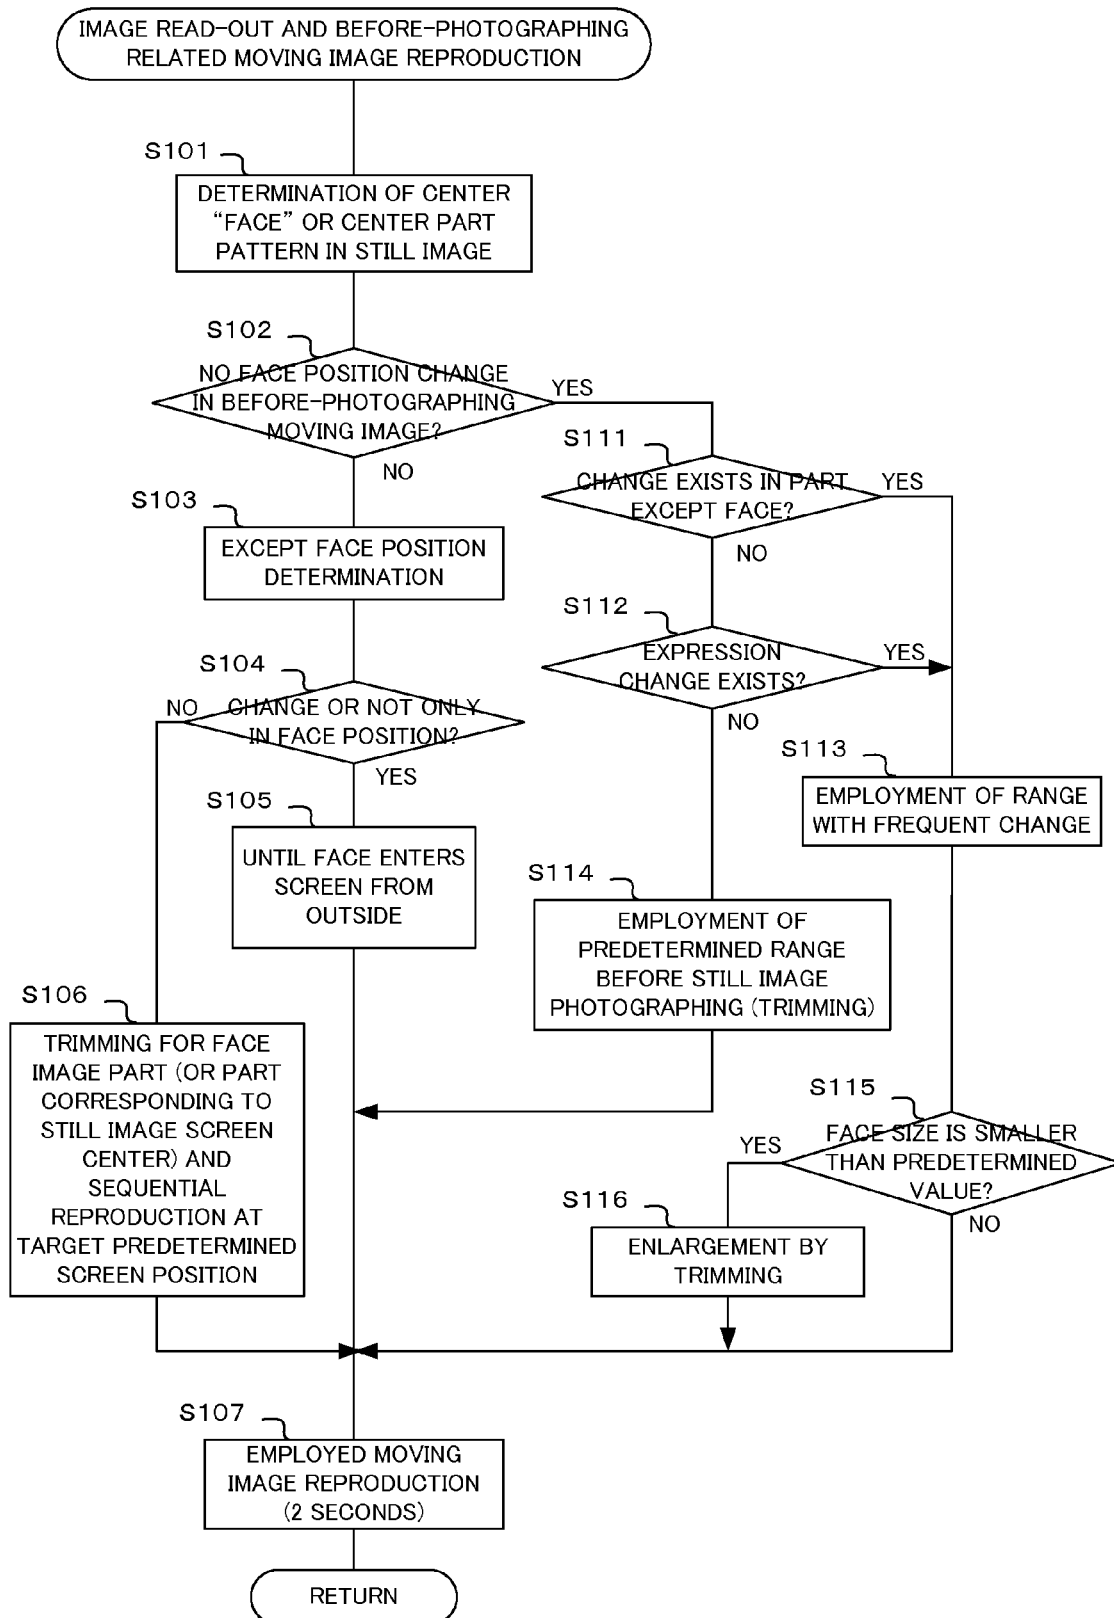 IMAGE READ-OUT AND BEFORE-PHOTOGRAPHING
RELATED MOVING IMAGE REPRODUCTION
S101
DETERMINATION OF CENTER
“FACE” OR CENTER PART
PATTERN IN STILL IMAGE
S102
NO FACE POSITION CHANGE
IN BEFORE-PHOTOGRAPHING
MOVING IMAGE?
YES
NO
S111
CHANGE EXISTS IN PART
EXCEPT FACE?
YES
NO
S103
EXCEPT FACE POSITION
DETERMINATION
S112
EXPRESSION
CHANGE EXISTS?
YES
NO
S104
CHANGE OR NOT ONLY
IN FACE POSITION?
NO
YES
S113
EMPLOYMENT OF RANGE
WITH FREQUENT CHANGE
S105
UNTIL FACE ENTERS
SCREEN FROM
OUTSIDE
S114
EMPLOYMENT OF
PREDETERMINED RANGE
BEFORE STILL IMAGE
PHOTOGRAPHING (TRIMMING)
S106
TRIMMING FOR FACE
IMAGE PART (OR PART
CORRESPONDING TO
STILL IMAGE SCREEN
CENTER) AND
SEQUENTIAL
REPRODUCTION AT
TARGET PREDETERMINED
SCREEN POSITION
S115
FACE SIZE IS SMALLER
THAN PREDETERMINED
VALUE?
YES
NO
S116
ENLARGEMENT BY
TRIMMING
S107
EMPLOYED MOVING
IMAGE REPRODUCTION
(2 SECONDS)
RETURN